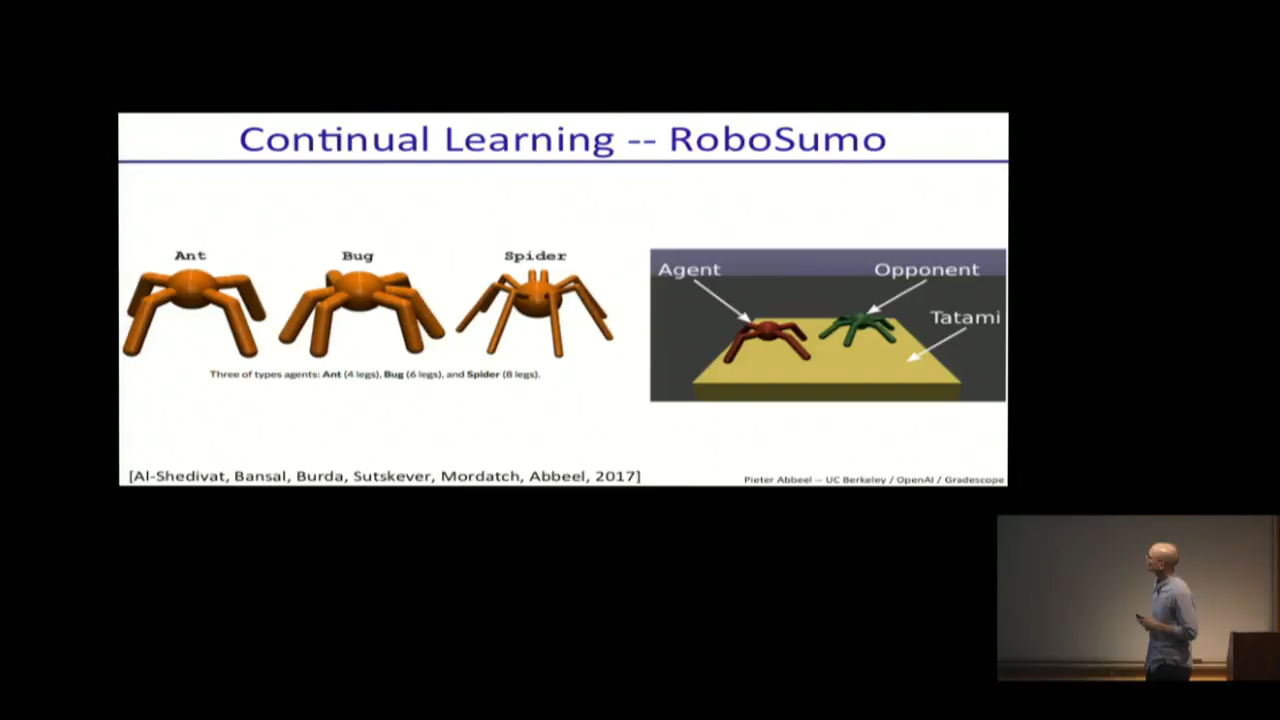 Continual Learning -- RoboSumo
Ant
Bug
Spider
Three of types agents: Ant (4 legs), Bug (6 legs), and Spider (8 legs).
Agent
Opponent
Tatami
[Al-Shedivat, Bansal, Burda, Sutskever, Mordatch, Abbeel, 2017]
Pieter Abbeel -- UC Berkeley / OpenAI / Gradescope